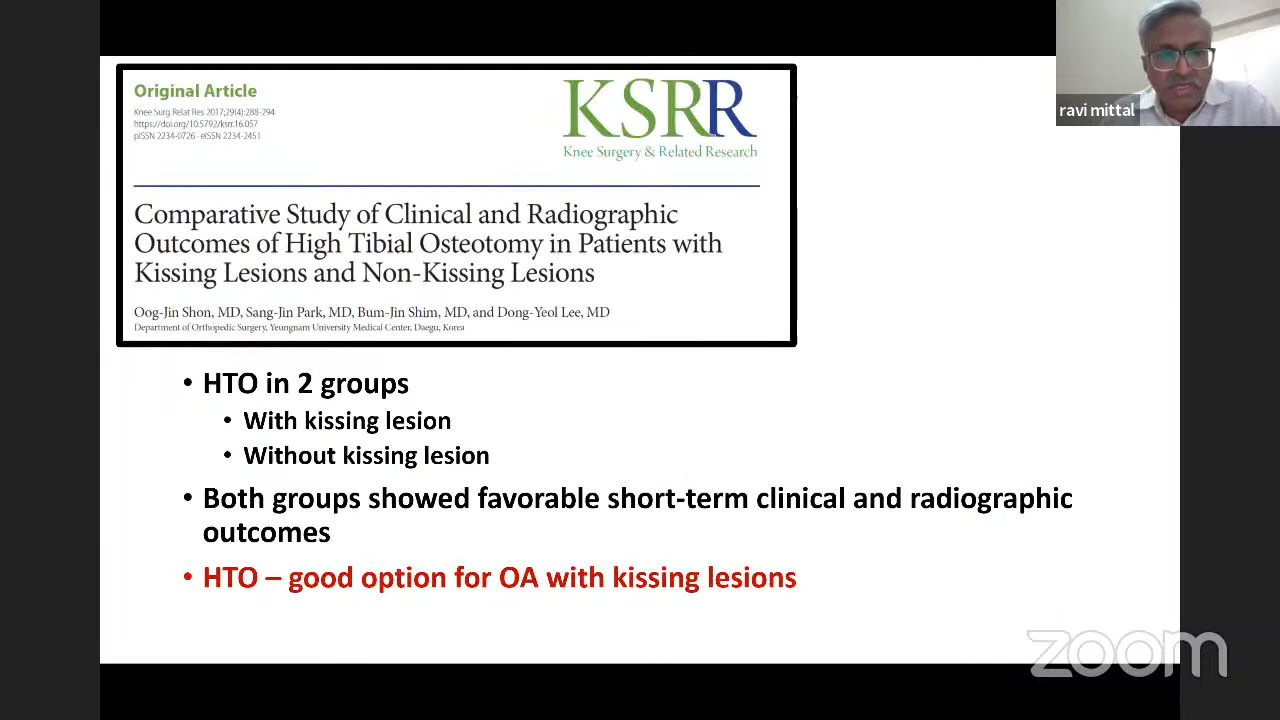 Original Article
Knee Surg Relat Res 2017;29(4):288-294
https://doi.org/10.5792/ksrr.16.057
pISSN 2234-0726 · eISSN 2234-2451
KSRR
Knee Surgery & Related Research
Comparative Study of Clinical and Radiographic
Outcomes of High Tibial Osteotomy in Patients with
Kissing Lesions and Non-Kissing Lesions
Oog-Jin Shon, MD, Sang-Jin Park, MD, Bum-Jin Shim, MD, and Dong-Yeol Lee, MD
Department of Orthopedic Surgery, Yeungnam University Medical Center, Daegu, Korea
ravi mittal
• HTO in 2 groups
• With kissing lesion
• Without kissing lesion
• Both groups showed favorable short-term clinical and radiographic
outcomes
• HTO – good option for OA with kissing lesions
zoom